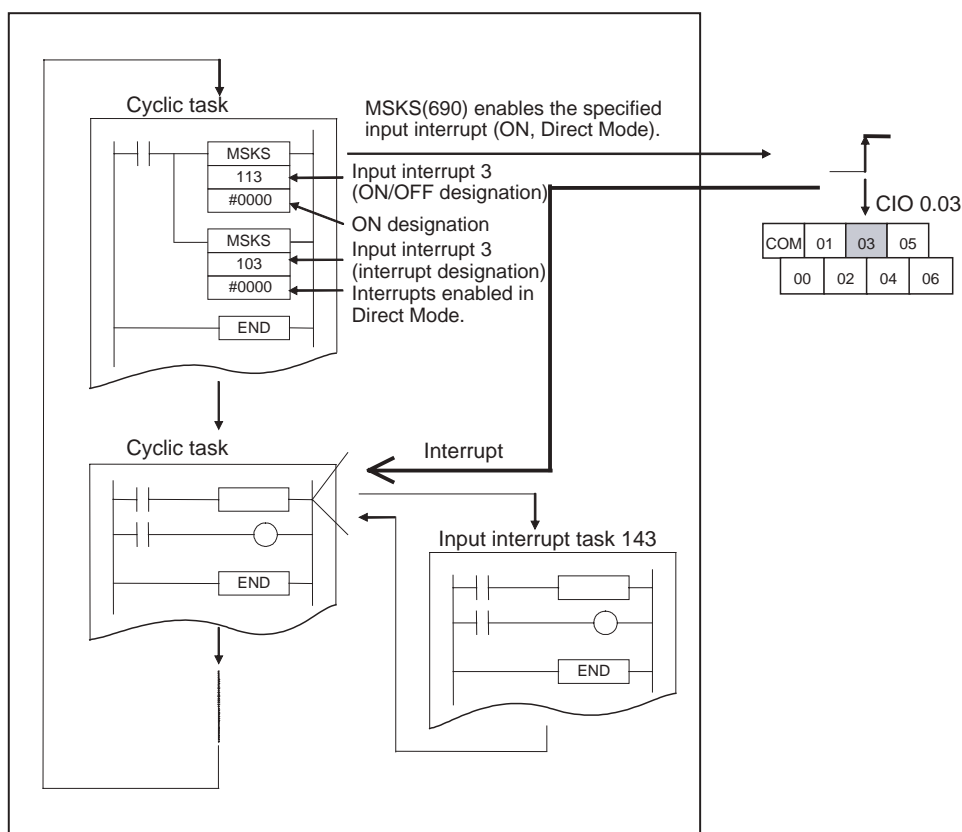 Cyclic task
MSKS(690) enables the specified
input interrupt (ON, Direct Mode).
MSKS
113
#0000
Input interrupt 3
(ON/OFF designation)
ON designation
MSKS
103
#0000
Input interrupt 3
(interrupt designation)
Interrupts enabled in
Direct Mode.
END
CIO 0.03
COM 01 03 05
00 02 04 06
Cyclic task
Interrupt
END
Input interrupt task 143
END